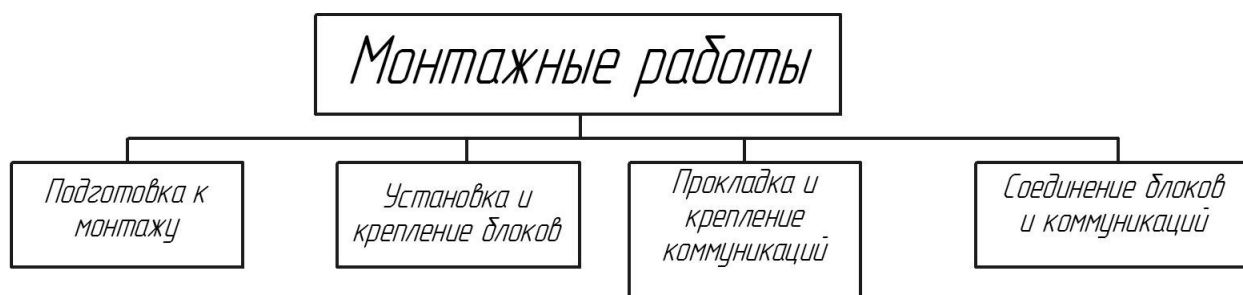 Монтажные работы
Подготовка к
монтажу
Установка и
крепление блоков
Прокладка и
крепление
коммуникаций
Соединение блоков
и коммуникаций